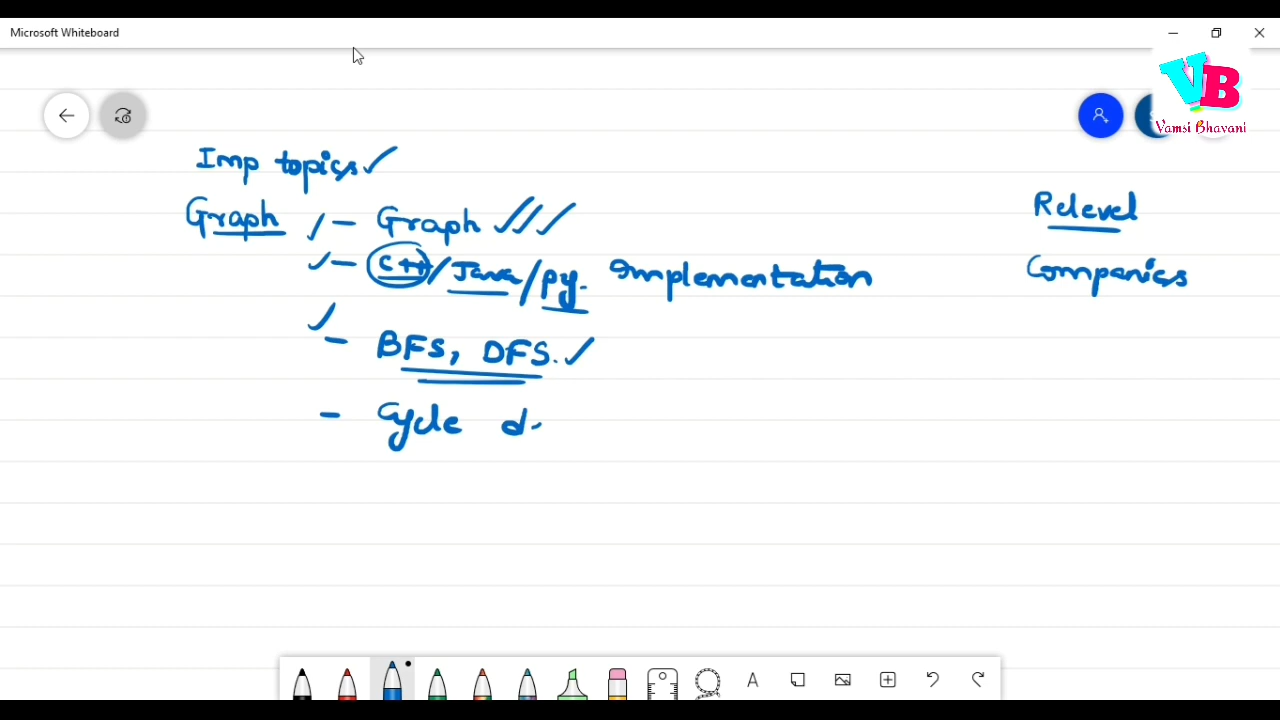 Microsoft Whiteboard
VB
Vamsi Bhavani
Imp topics
Graph - Graph
Relevel
- C++/Java/Py. Implementation
Companies
- BFS, DFS.
- Cycle d
A